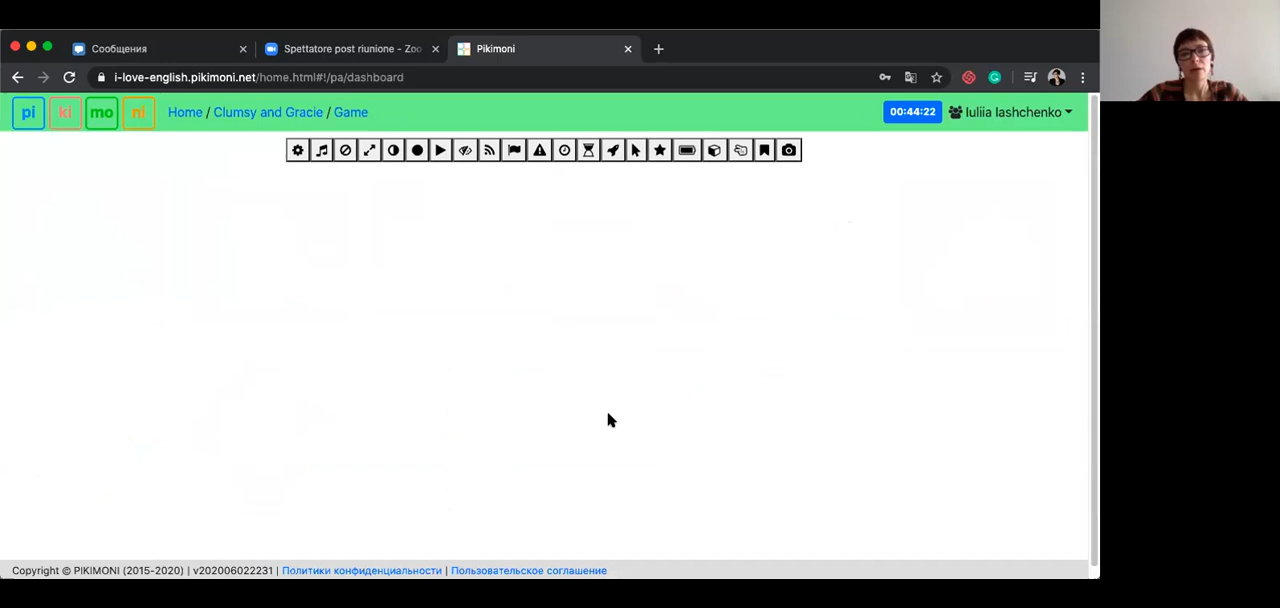 Сообщения
Spettatore post riunione - Zoo
Pikimoni
i-love-english.pikimoni.net/home.html#!/pa/dashboard
pi ki mo ni
Home / Clumsy and Gracie / Game
00:44:22
Iuliia Iashchenko
Copyright © PIKIMONI (2015-2020) | v202006022231 | Политики конфиденциальности | Пользовательское соглашение